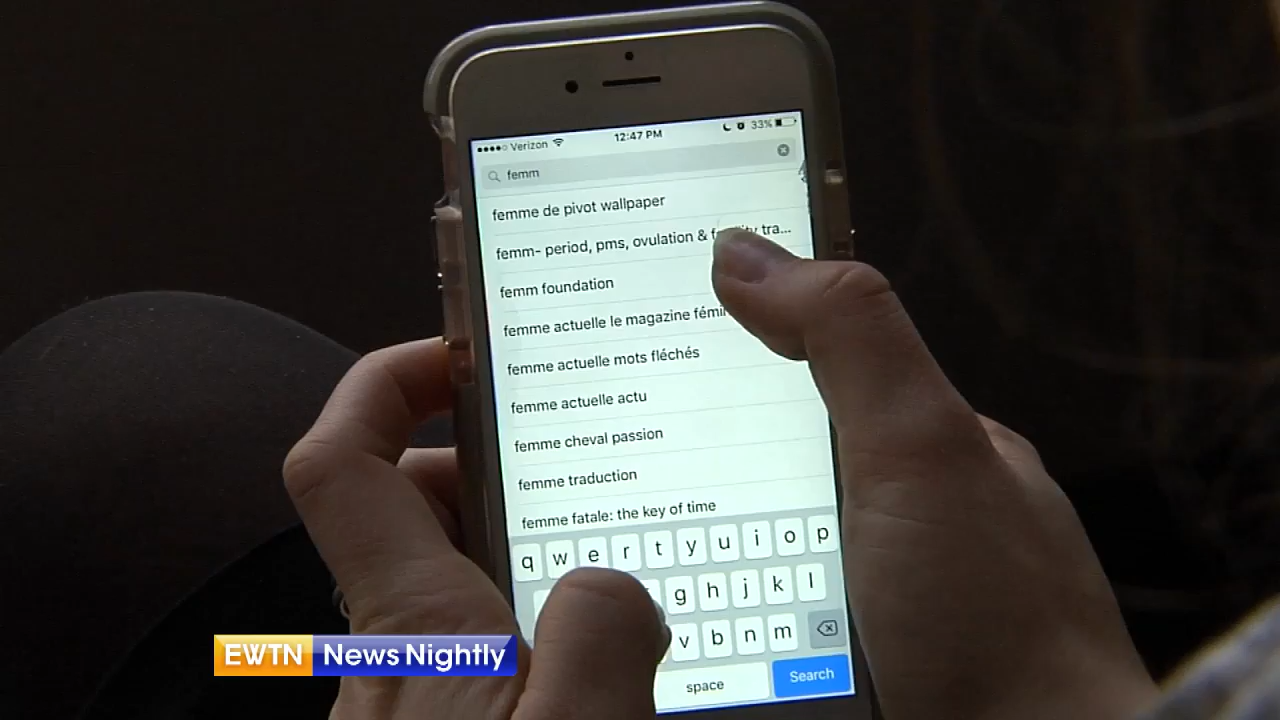 Verizon 12:47 PM 33%
femm
femme de pivot wallpaper
femm- period, pms, ovulation & tra...
femm foundation
femme actuelle le magazine
femme actuelle mots fléchés
femme actuelle actu
femme cheval passion
femme traduction
femme fatale: the key of time
q w e r t y u i o p
g h j k l
v b n m
space Search
EWTN News Nightly